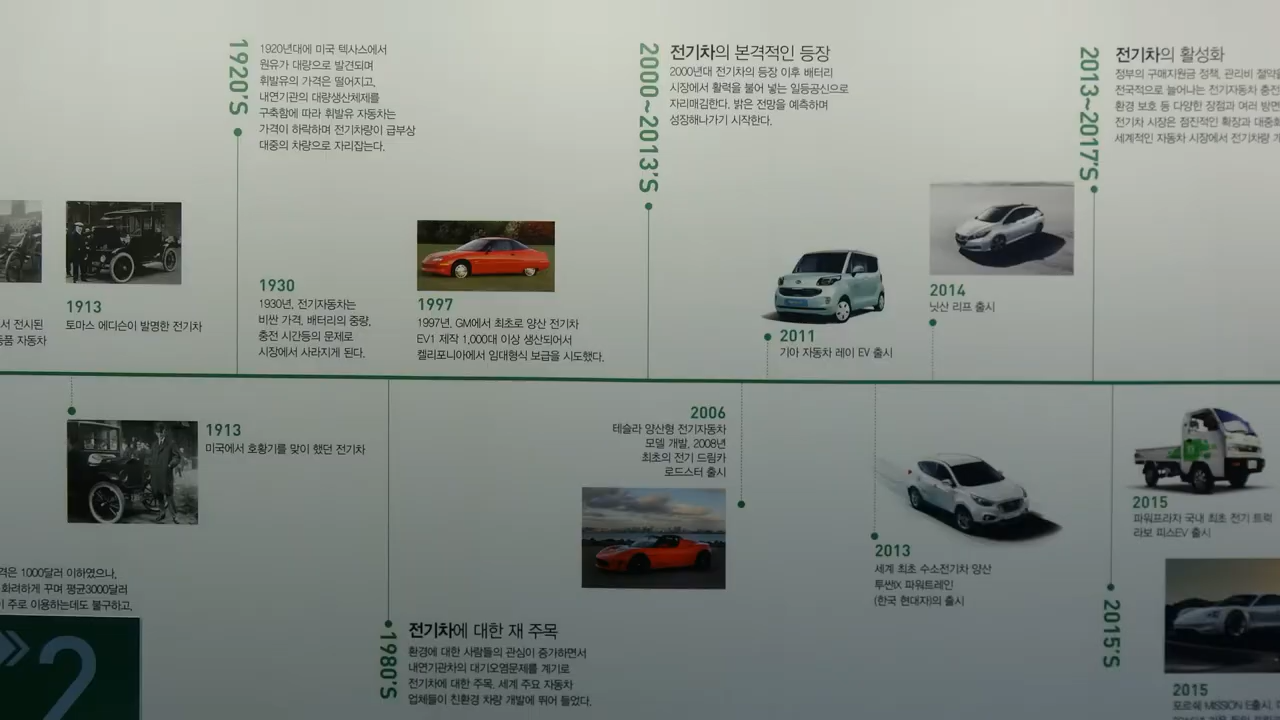 1920'S
1920년대에 미국 텍사스에서
원유가 대량으로 발견되며
휘발유의 가격은 떨어지고,
내연기관의 대량생산체제를
구축함에 따라 휘발유 자동차는
가격이 하락하며 전기차량이 급부상
대중의 차량으로 자리잡는다.
2000~2013'S
전기차의 본격적인 등장
2000년대 전기차의 등장 이후 배터리
시장에서 활력을 불어 넣는 일등공신으로
자리매김한다. 밝은 전망을 예측하며
성장해나가기 시작한다.
2013~2017'S
전기차의 활성화
정부의 구매지원금 정책, 관리비 절약
전국적으로 늘어나는 전기자동차 충전
환경 보호 등 다양한 장점과 여러 방면
전기차 시장은 점진적인 확장과 대중화
세계적인 자동차 시장에서 전기차량
서 전시된
품 자동차
1913
토마스 에디슨이 발명한 전기차
1930
1930년, 전기자동차는
비싼 가격, 배터리의 중량,
충전 시간등의 문제로
시장에서 사라지게 된다.
1997
1997년, GM에서 최초로 양산 전기차
EV1 제작 1,000대 이상 생산되어서
켈리포니아에서 임대형식 보급을 시도했다.
2011
기아 자동차 레이 EV 출시
2014
닛산 리프 출시
1913
미국에서 호황기를 맞이 했던 전기차
2006
테슬라 양산형 전기자동차
모델 개발, 2008년
최초의 전기 드림카
로드스터 출시
2013
세계 최초 수소전기차 양산
투싼IX 파워트레인
(한국 현대자)의 출시
2015
파워프라자 국내 최초 전기 트럭
라보 피스EV 출시
격은 1000달러 이하였으나,
화려하게 꾸며 평균3000달러
이 주로 이용하는데도 불구하고,
2
1980'S
전기차에 대한 재 주목
환경에 대한 사람들의 관심이 증가하면서
내연기관차의 대기오염문제를 계기로
전기차에 대한 주목. 세계 주요 자동차
업체들이 친환경 차량 개발에 뛰어 들었다.
2015'S
2015
포르쉐 MISSION E출시,